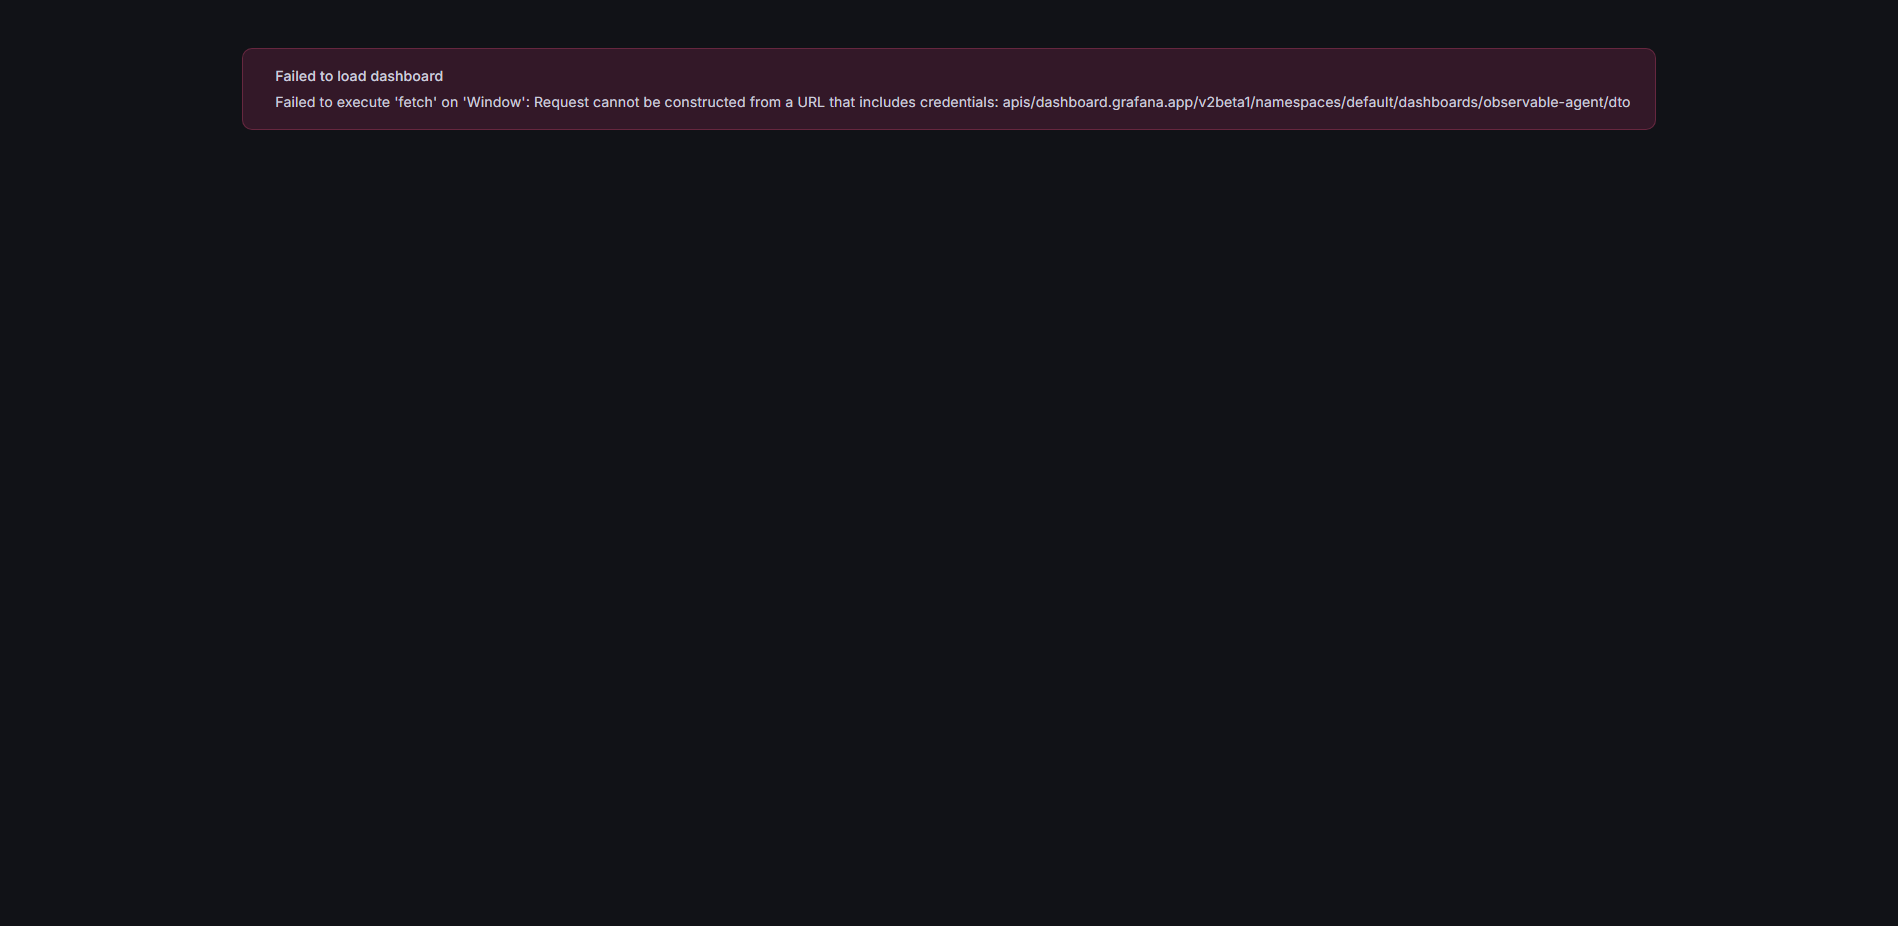 Failed to load dashboard
Failed to execute 'fetch' on 'Window': Request cannot be constructed from a URL that includes credentials: apis/dashboard.grafana.app/v2beta1/namespaces/default/dashboards/observable-agent/dto